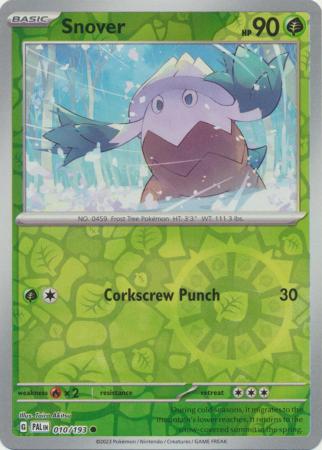 BASIC
Snover
HP 90
NO. 0459 Frost Tree Pokémon HT: 3'3" WT: 111.3 lbs.
Corkscrew Punch 30
weakness ×2 resistance retreat
Illus. Taira Akitsu
G PAL EN 010/193
During cold seasons, it migrates to the mountain's lower reaches. It returns to the snow-covered summit in the spring.
©2023 Pokémon / Nintendo / Creatures / GAME FREAK